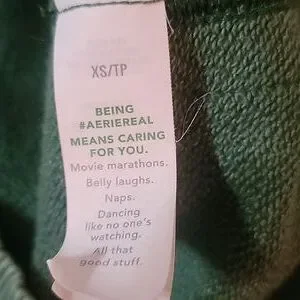 XS/TP
BEING
#AERIEREAL
MEANS CARING
FOR YOU.
Movie marathons.
Belly laughs.
Naps.
Dancing
like no one's
watching.
All that
good stuff.